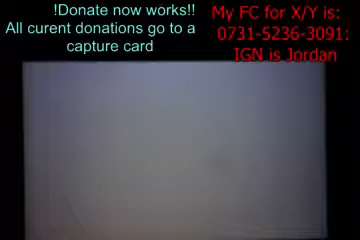 !Donate now works!!
All curent donations go to a
capture card
My FC for X/Y is:
0731-5236-3091:
IGN is Jordan